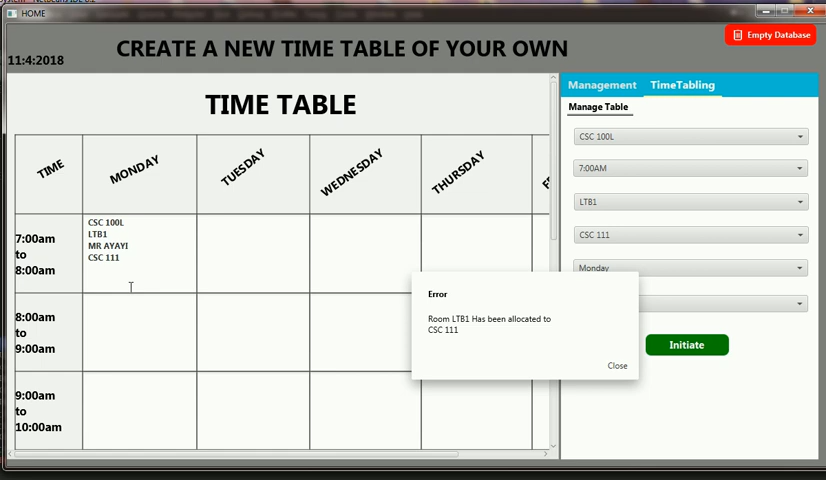 HOME
CREATE A NEW TIME TABLE OF YOUR OWN
Empty Database
11:4:2018
TIME TABLE
Management TimeTabling
Manage Table
CSC 100L
7:00AM
LTB1
CSC 111
Monday
Initiate
TIME MONDAY TUESDAY WEDNESDAY THURSDAY
7:00am
to
8:00am
CSC 100L
LTB1
MR AYAYI
CSC 111
8:00am
to
9:00am
9:00am
to
10:00am
Error
Room LTB1 Has been allocated to
CSC 111
Close